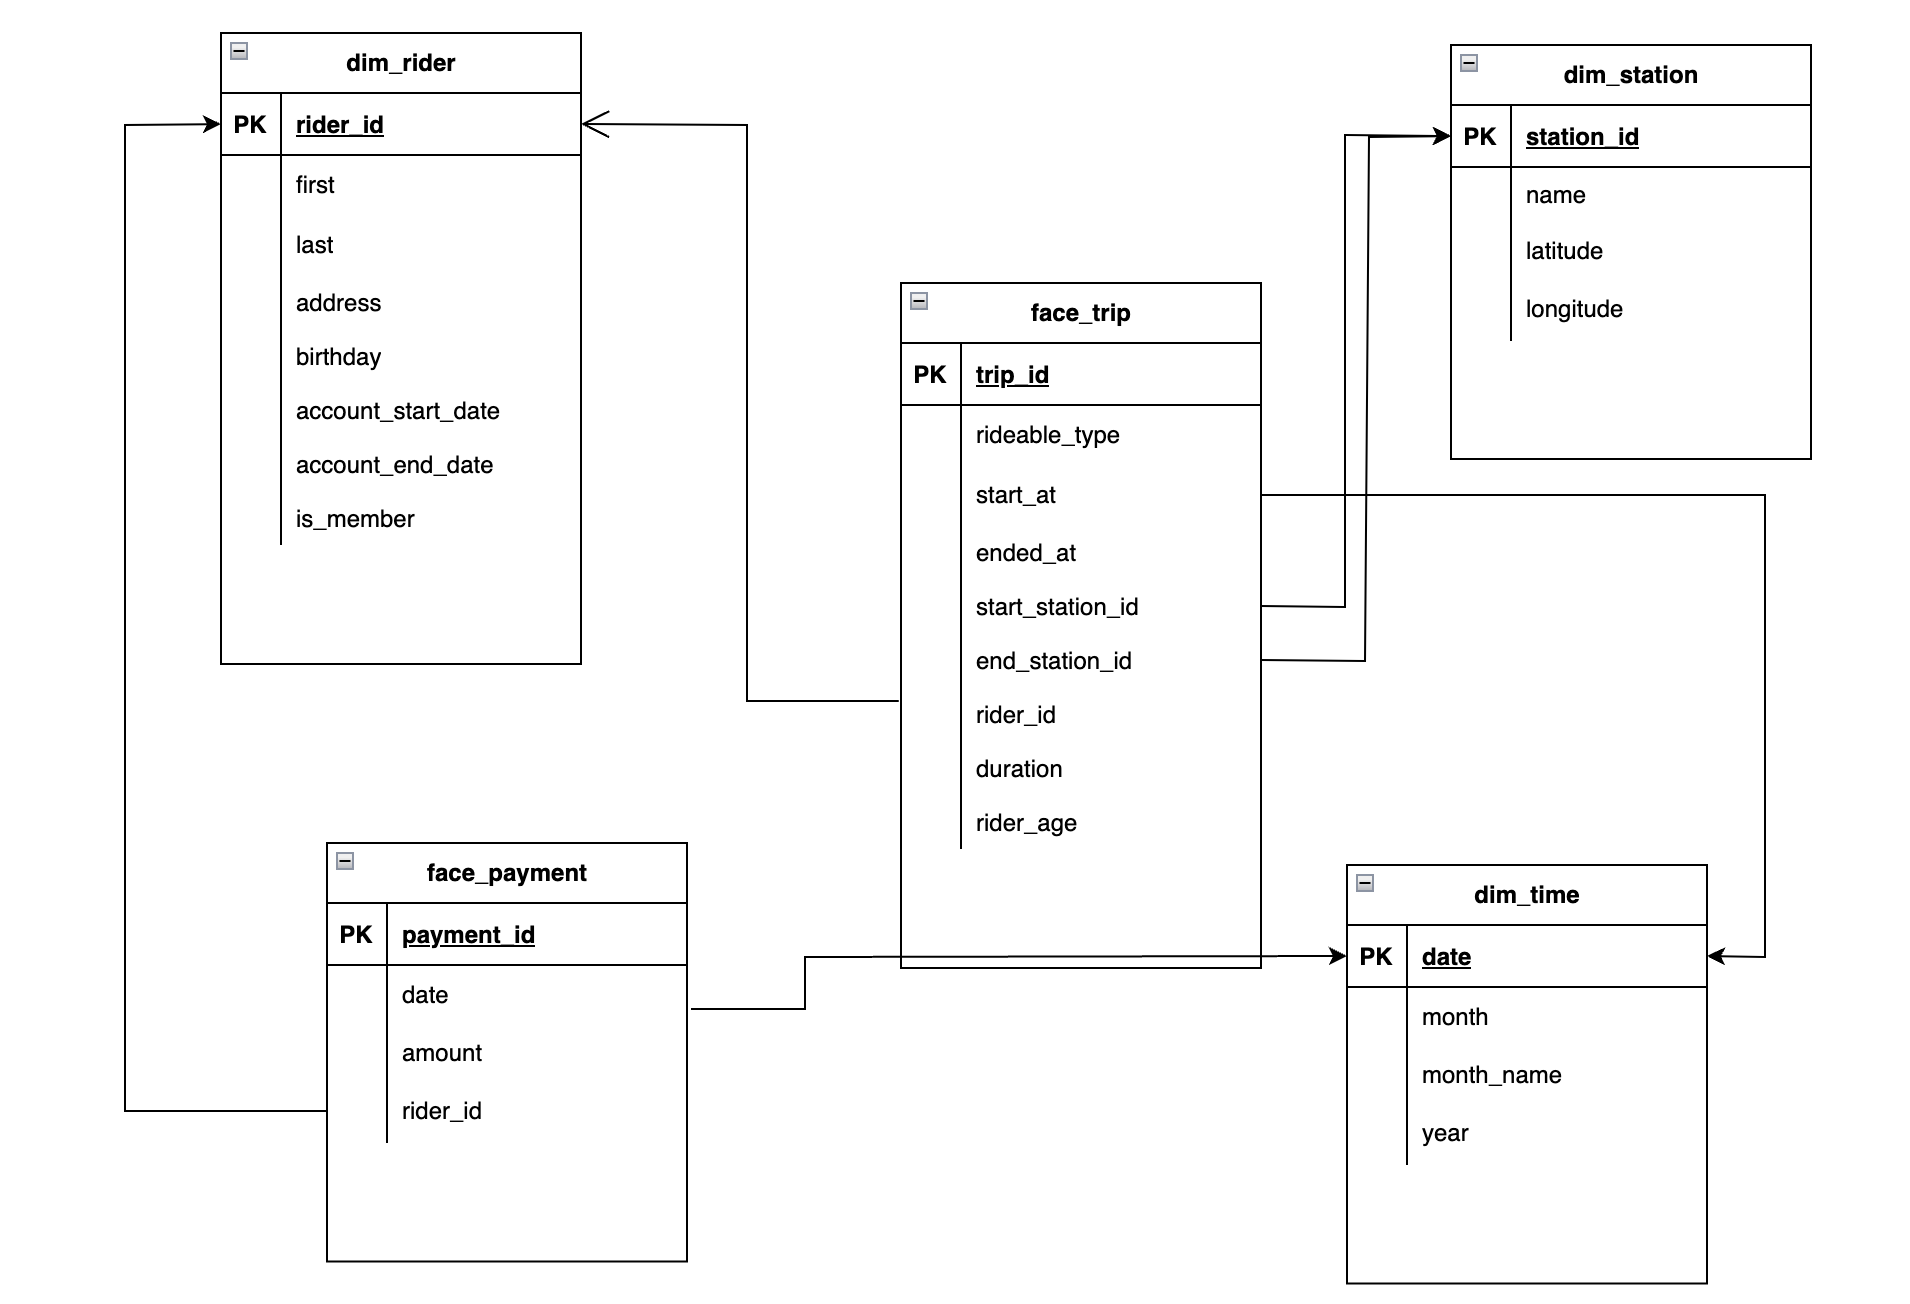 dim_rider
PK rider_id
first
last
address
birthday
account_start_date
account_end_date
is_member
dim_station
PK station_id
name
latitude
longitude
face_trip
PK trip_id
rideable_type
start_at
ended_at
start_station_id
end_station_id
rider_id
duration
rider_age
face_payment
PK payment_id
date
amount
rider_id
dim_time
PK date
month
month_name
year